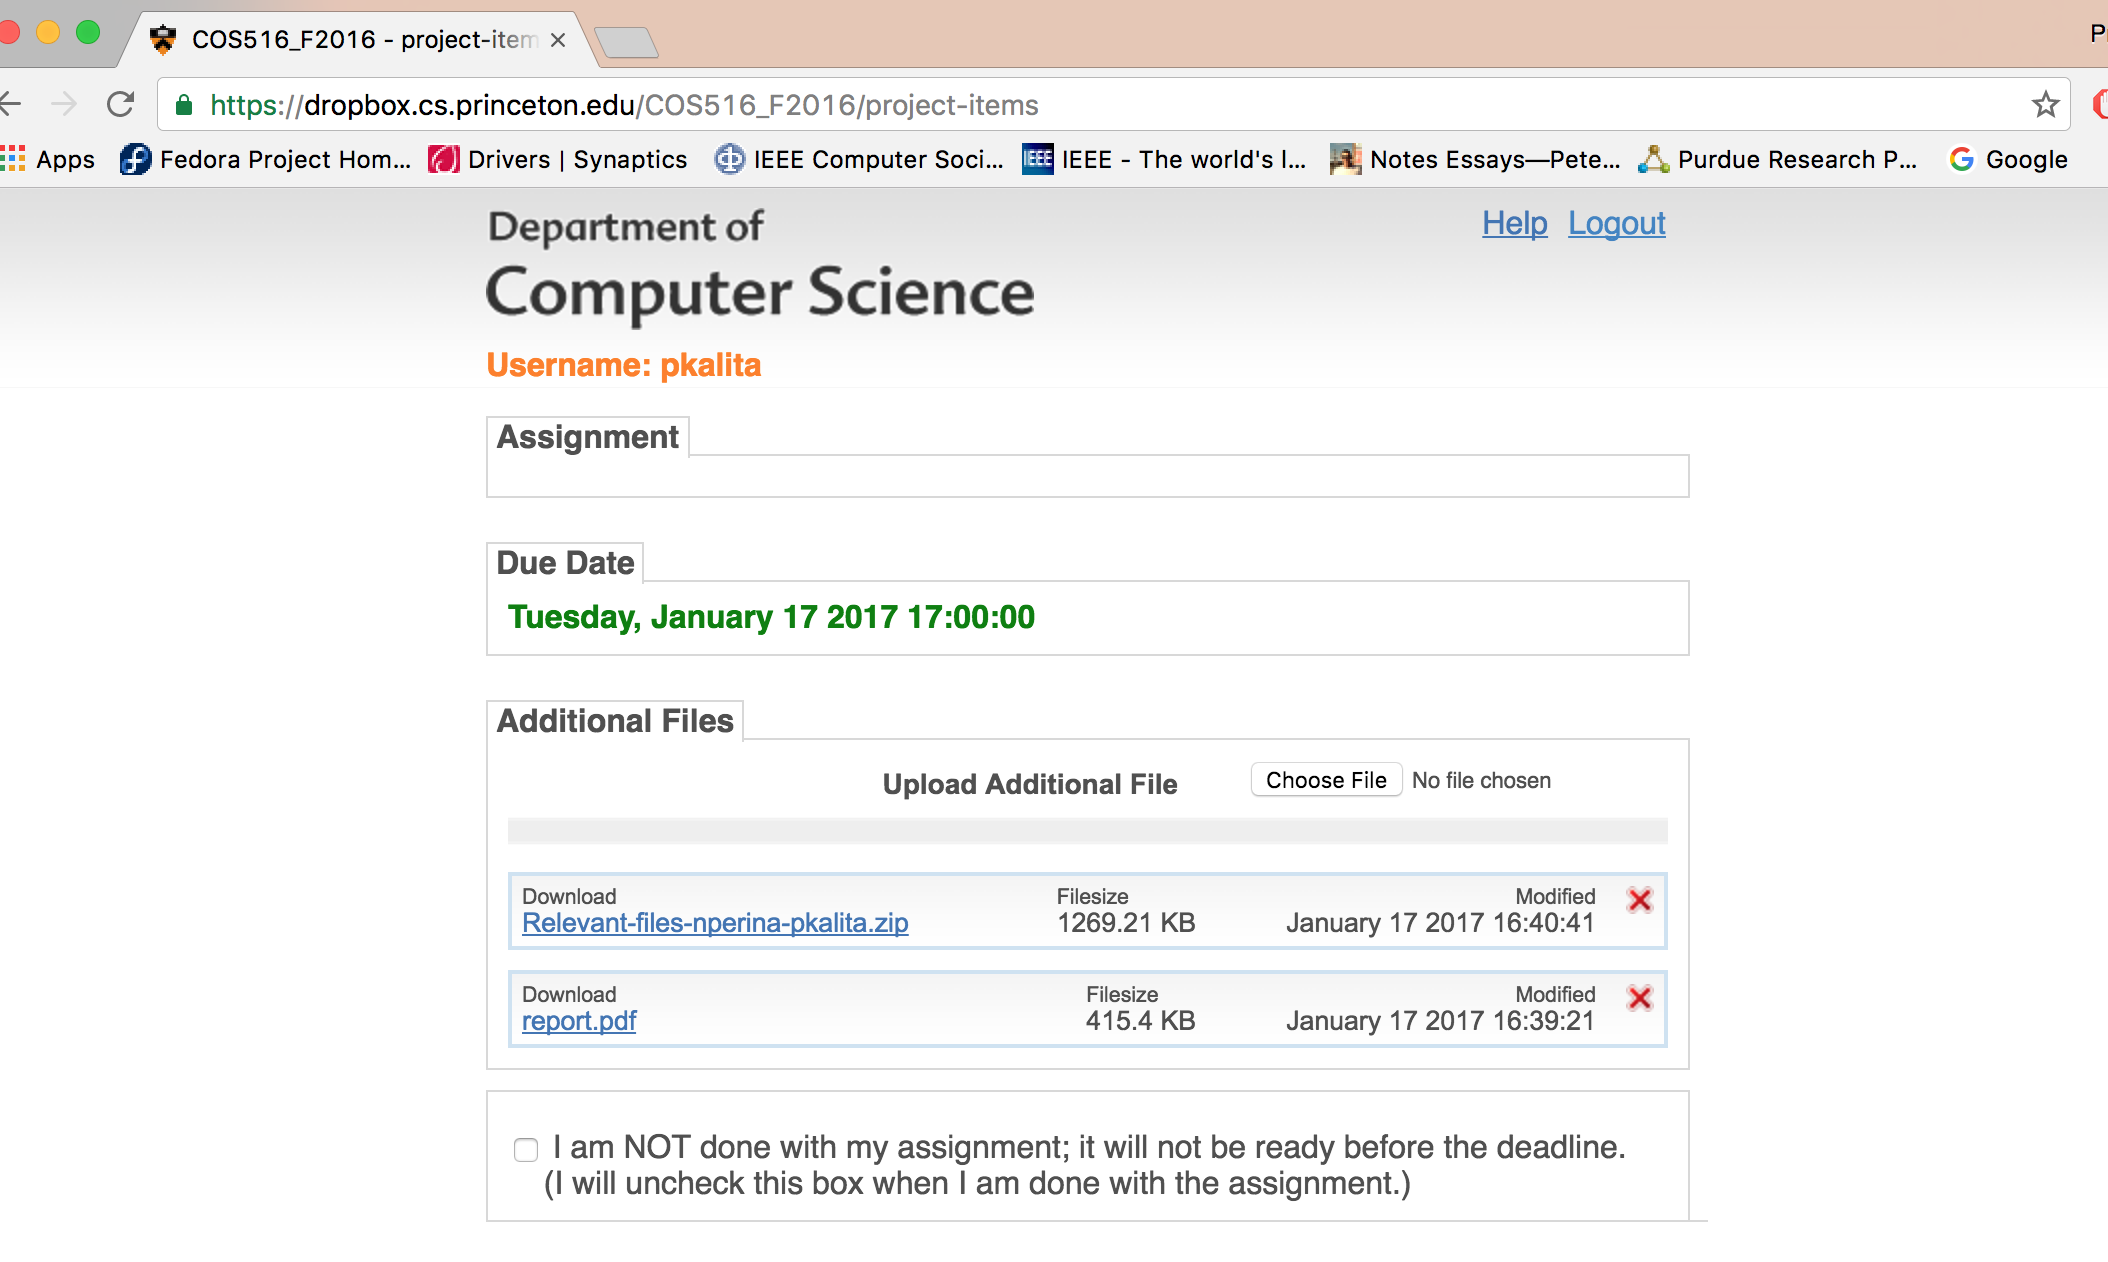 COS516_F2016 - project-item
P
https://dropbox.cs.princeton.edu/COS516_F2016/project-items
Apps Fedora Project Hom... Drivers | Synaptics IEEE Computer Soci... IEEE IEEE - The world's l... Notes Essays—Pete... Purdue Research P... Google
Department of
Computer Science
Help Logout
Username: pkalita
Assignment
Due Date
Tuesday, January 17 2017 17:00:00
Additional Files
Upload Additional File Choose File No file chosen
Download Filesize Modified
Relevant-files-nperina-pkalita.zip 1269.21 KB January 17 2017 16:40:41
Download Filesize Modified
report.pdf 415.4 KB January 17 2017 16:39:21
I am NOT done with my assignment; it will not be ready before the deadline.
(I will uncheck this box when I am done with the assignment.)